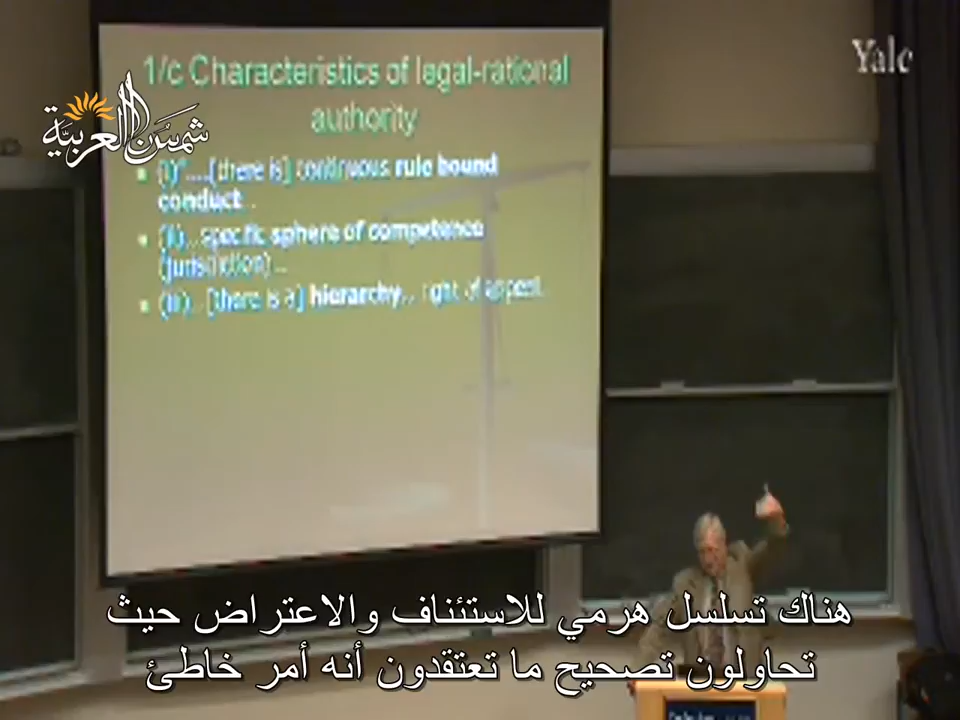 Yale
شمس العربية
1/c Characteristics of legal-rational
authority
(i)"....[there is] continuous rule bound
conduct..
(ii)...specific sphere of competence
(jurisdiction)...
(iii)...[there is a] hierarchy... right of appeal.
هناك تسلسل هرمي للاستئناف والاعتراض حيث
تحاولون تصحيح ما تعتقدون أنه أمر خاطئ